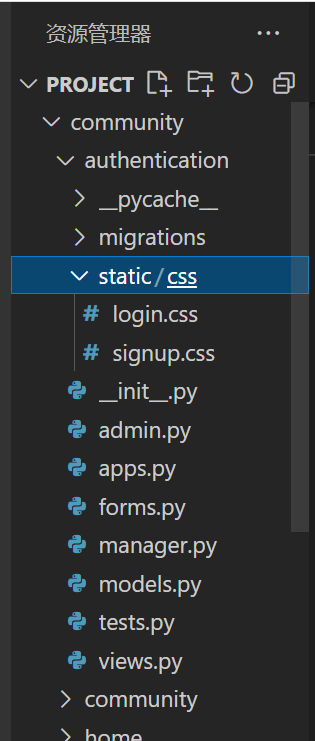 资源管理器
PROJECT
community
authentication
__pycache__
migrations
static / css
login.css
signup.css
__init__.py
admin.py
apps.py
forms.py
manager.py
models.py
tests.py
views.py
community
home